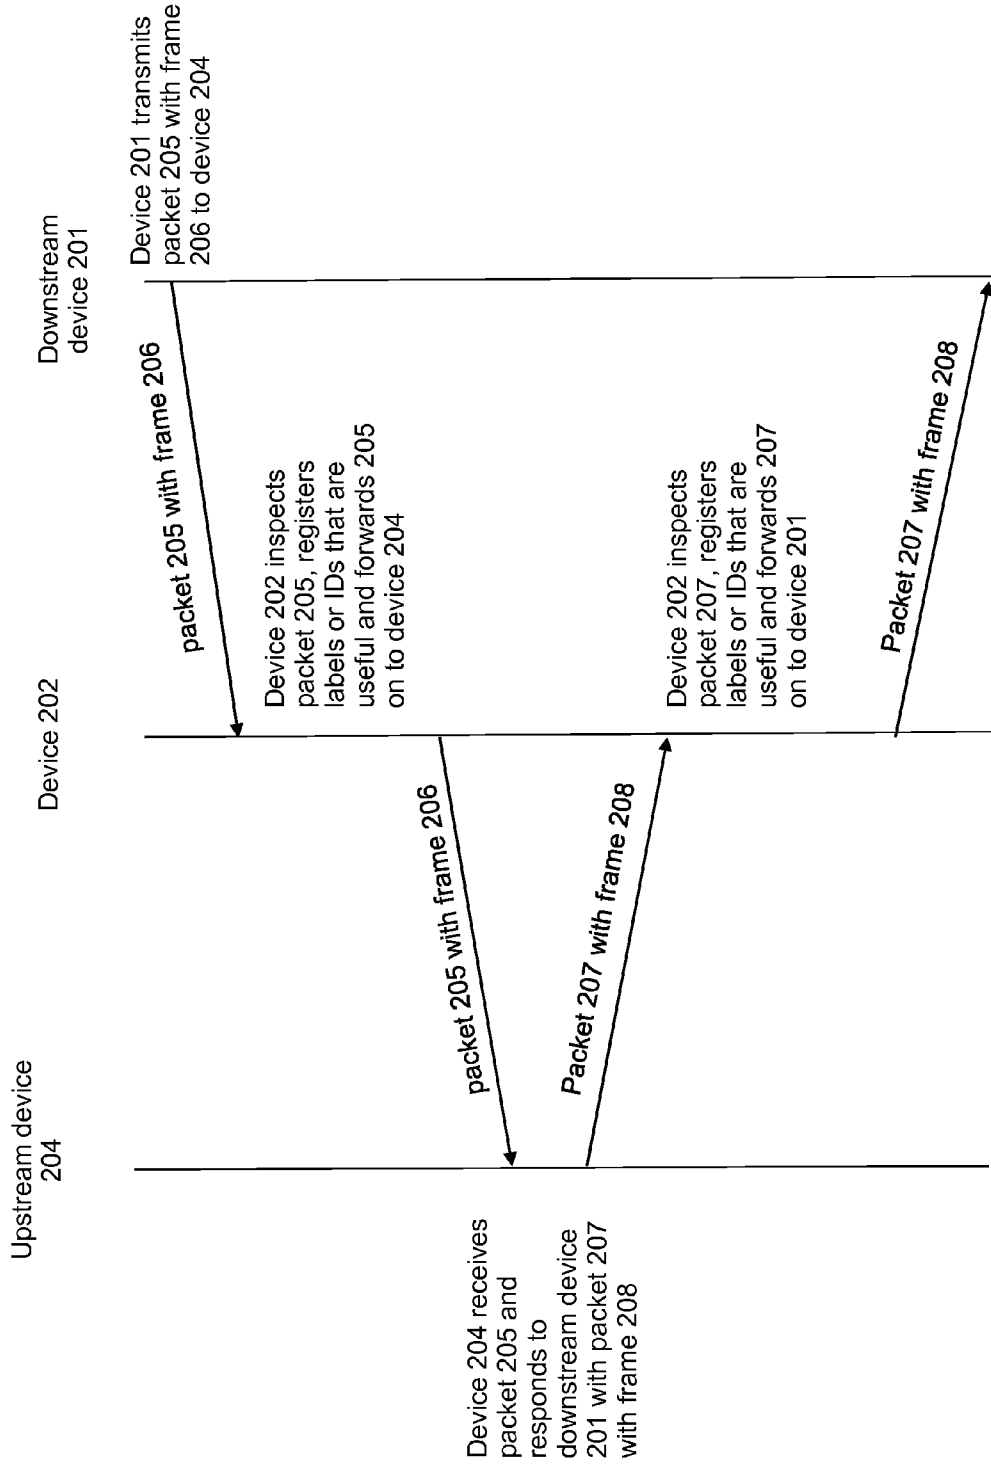 Upstream device
204
Device 202
Downstream
device 201
Device 201 transmits
packet 205 with frame
206 to device 204
packet 205 with frame 206
Device 202 inspects
packet 205, registers
labels or IDs that are
useful and forwards 205
on to device 204
packet 205 with frame 206
Device 204 receives
packet 205 and
responds to
downstream device
201 with packet 207
with frame 208
Packet 207 with frame 208
Device 202 inspects
packet 207, registers
labels or IDs that are
useful and forwards 207
on to device 201
Packet 207 with frame 208